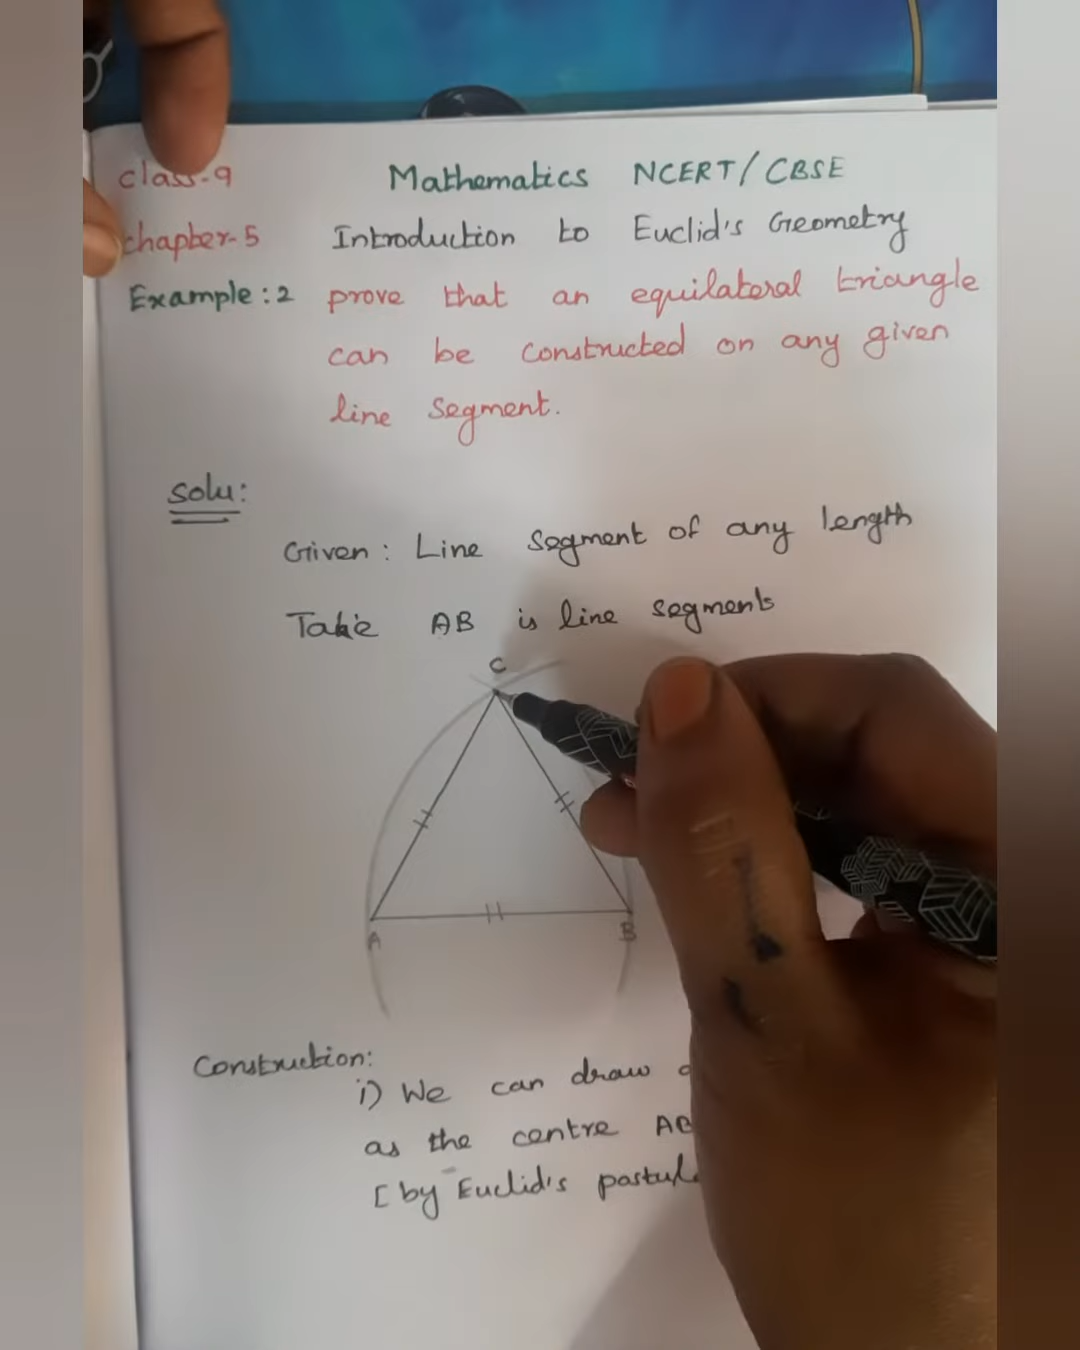 class-9 Mathematics NCERT/CBSE
chapter-5 Introduction to Euclid's Geometry
Example:2 prove that an equilateral triangle
can be constructed on any given
line segment.
Solu:
Given: Line Segment of any length
Take AB is line segments
C
A
B
Construction:
i) We can draw
as the centre AB
[by Euclid's